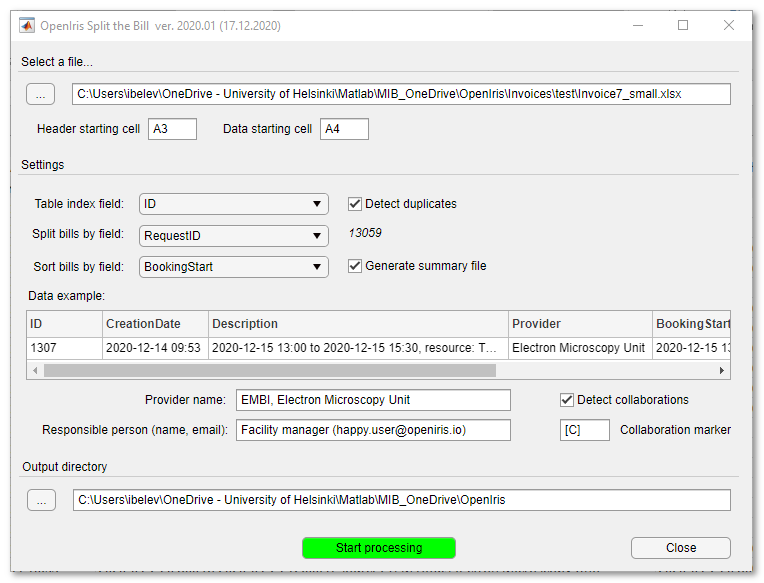 OpenIris Split the Bill ver. 2020.01 (17.12.2020)
Select a file...
... C:\Users\ibelev\OneDrive - University of Helsinki\Matlab\MIB_OneDrive\OpenIris\Invoices\test\Invoice7_small.xlsx
Header starting cell A3 Data starting cell A4
Settings
Table index field: ID Detect duplicates
Split bills by field: RequestID 13059
Sort bills by field: BookingStart Generate summary file
Data example:
ID CreationDate Description Provider BookingStart
1307 2020-12-14 09:53 2020-12-15 13:00 to 2020-12-15 15:30, resource: T... Electron Microscopy Unit 2020-12-15 13
Provider name: EMBI, Electron Microscopy Unit Detect collaborations
Responsible person (name, email): Facility manager (happy.user@openiris.io) [C] Collaboration marker
Output directory
... C:\Users\ibelev\OneDrive - University of Helsinki\Matlab\MIB_OneDrive\OpenIris
Start processing Close